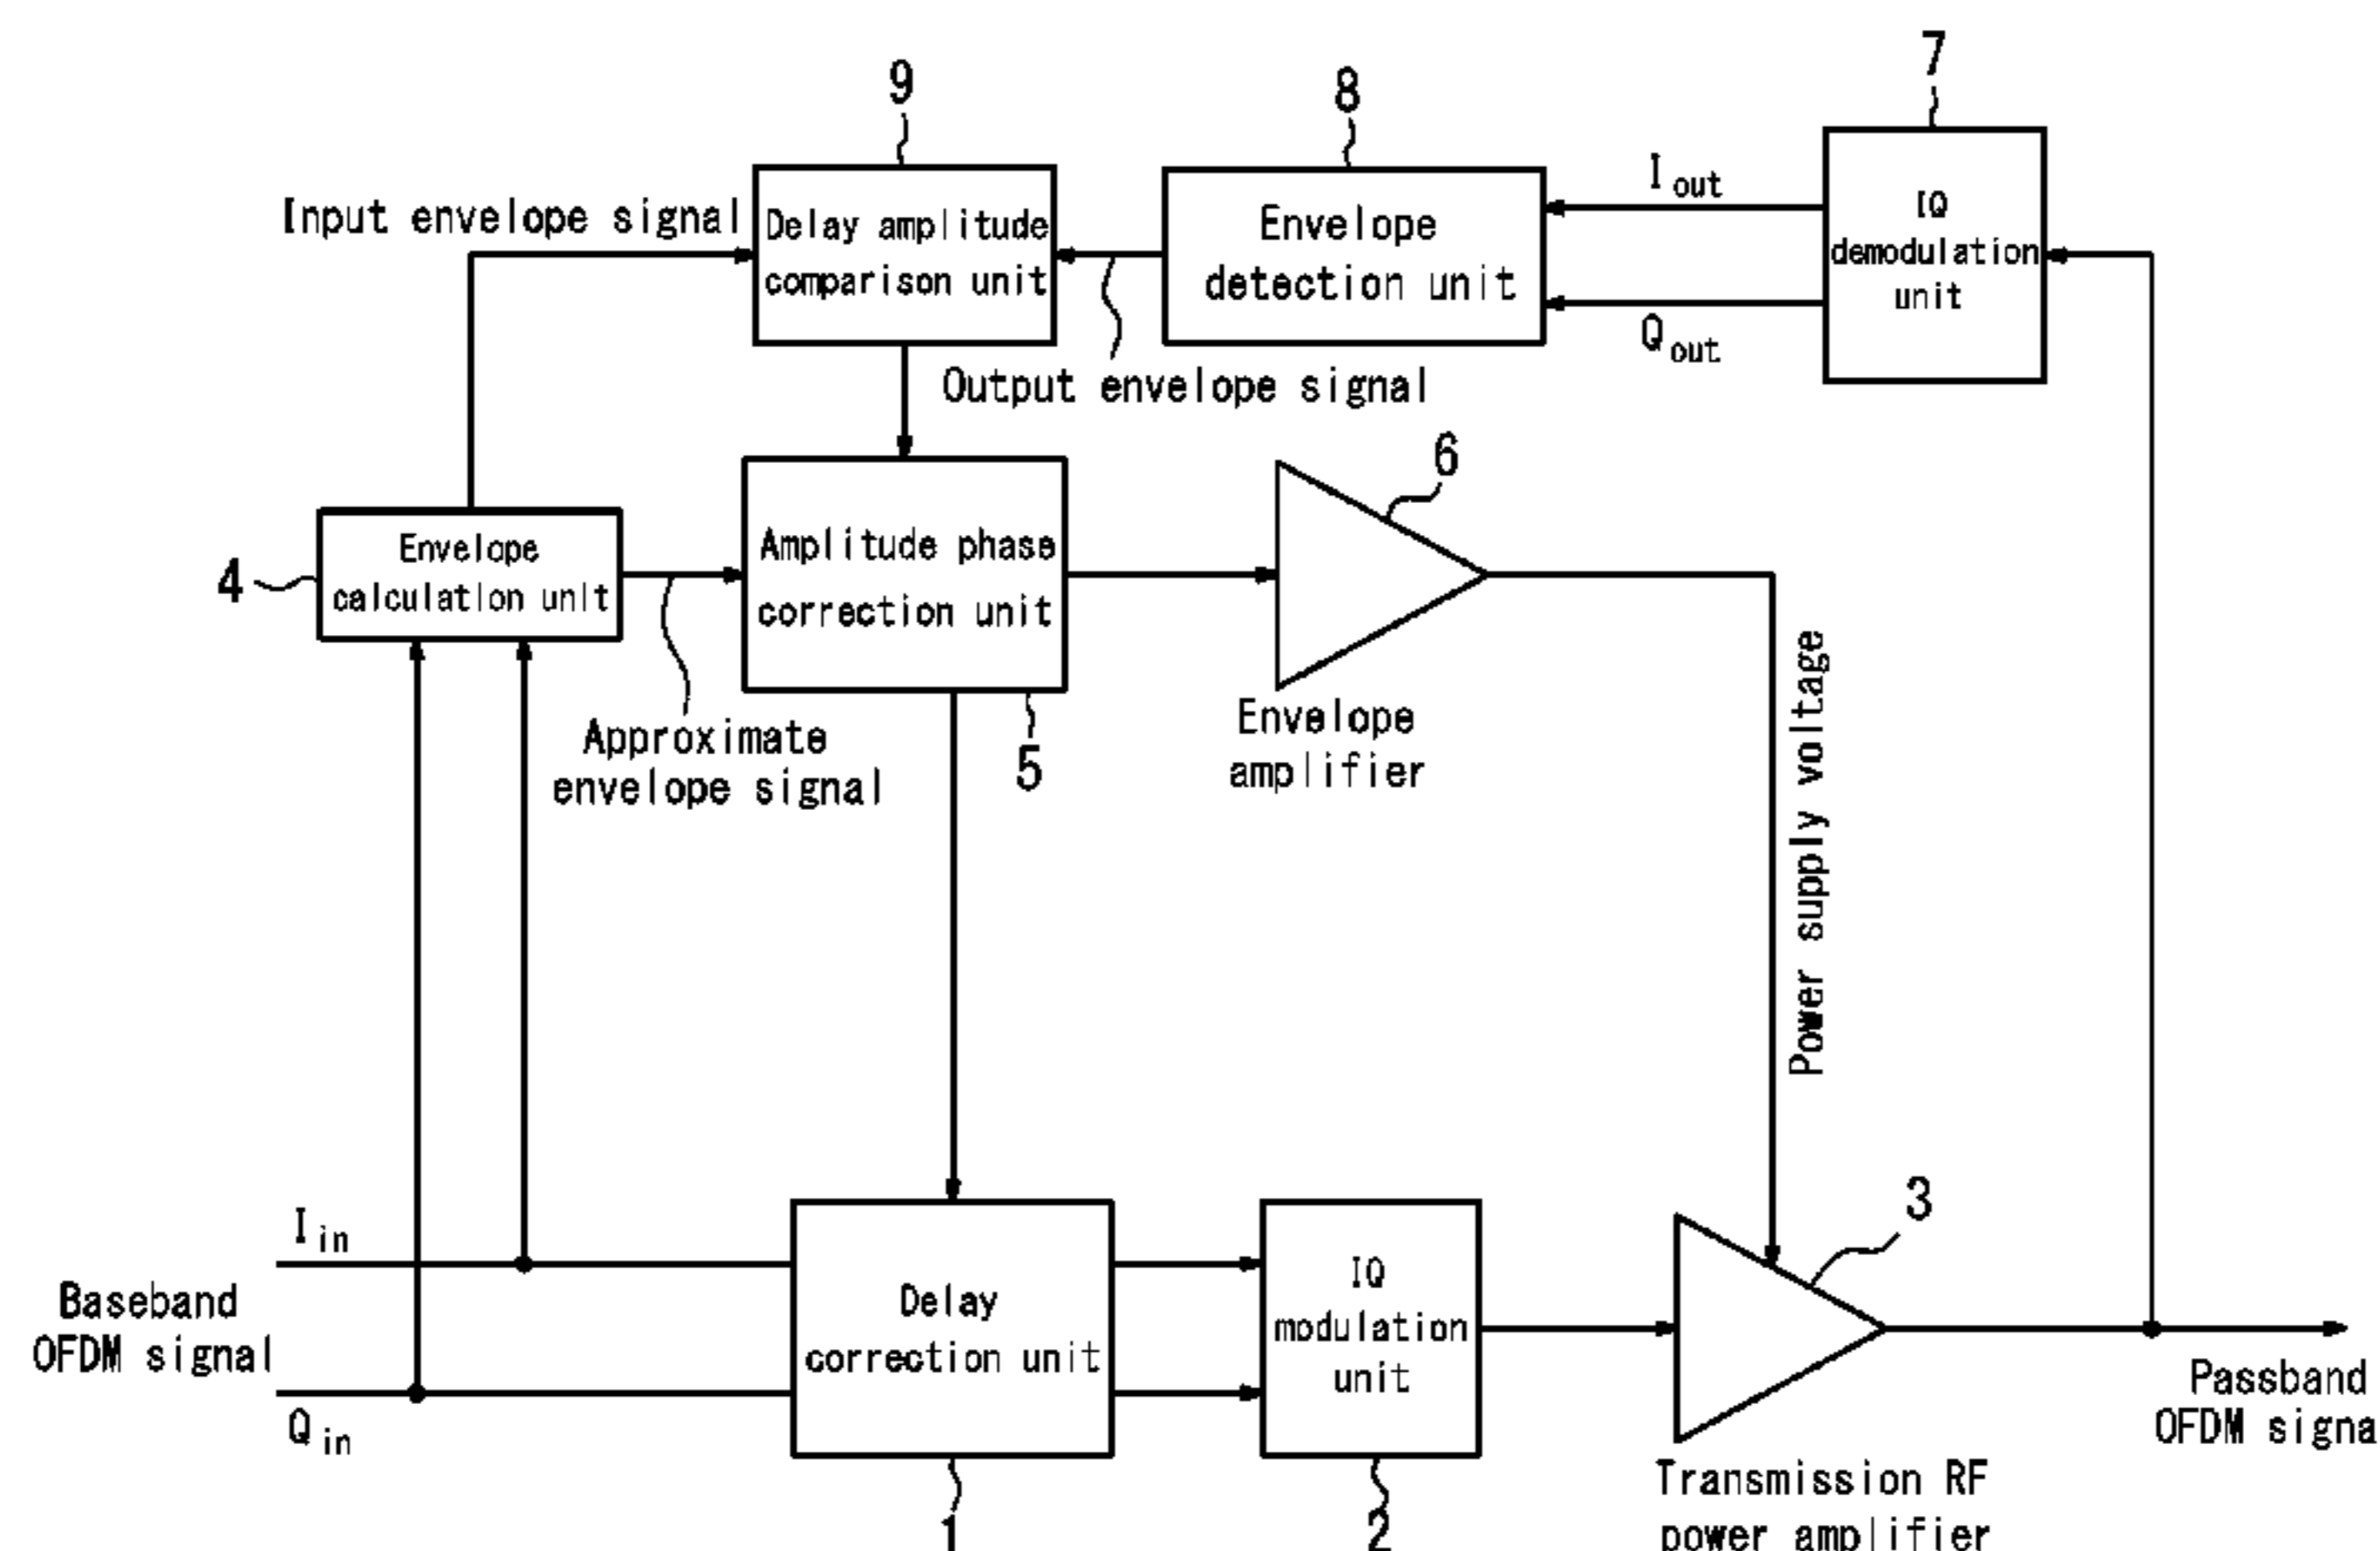 7
9
8
I out
IQ
demodulation
unit
Input envelope signal
Delay amplitude
comparison unit
Envelope
detection unit
Q out
Output envelope signal
6
4
Envelope
calculation unit
Amplitude phase
correction unit
Envelope
amplifier
Approximate
envelope signal
5
Power supply voltage
3
I in
Baseband
OFDM signal
Q in
Delay
correction unit
IQ
modulation
unit
Passband
OFDM signa
Transmission RF
power amplifier
1
2